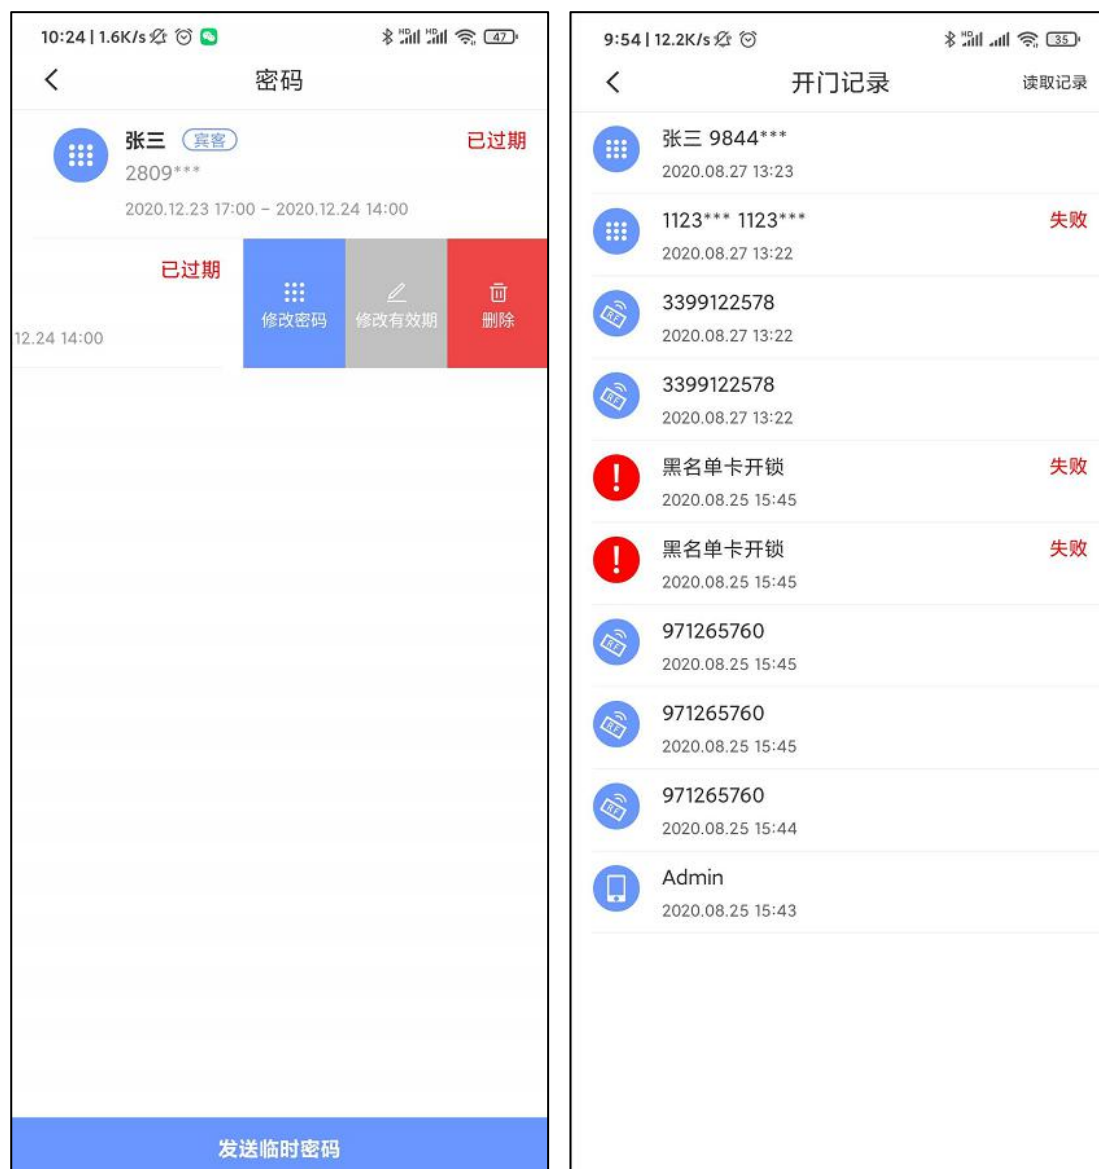 10:24 | 1.6K/s
47
密码
张三 宾客 已过期
2809***
2020.12.23 17:00 - 2020.12.24 14:00
已过期
12.24 14:00
修改密码
修改有效期
删除
发送临时密码
9:54 | 12.2K/s
35
开门记录
读取记录
张三 9844***
2020.08.27 13:23
1123*** 1123*** 失败
2020.08.27 13:22
3399122578
2020.08.27 13:22
3399122578
2020.08.27 13:22
黑名单卡开锁 失败
2020.08.25 15:45
黑名单卡开锁 失败
2020.08.25 15:45
971265760
2020.08.25 15:45
971265760
2020.08.25 15:45
971265760
2020.08.25 15:44
Admin
2020.08.25 15:43